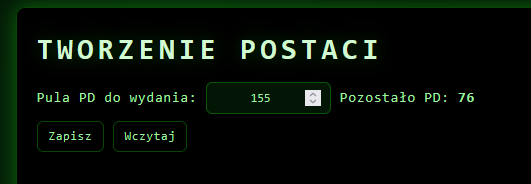 TWORZENIE POSTACI
Pula PD do wydania: 155 Pozostało PD: 76
Zapisz Wczytaj